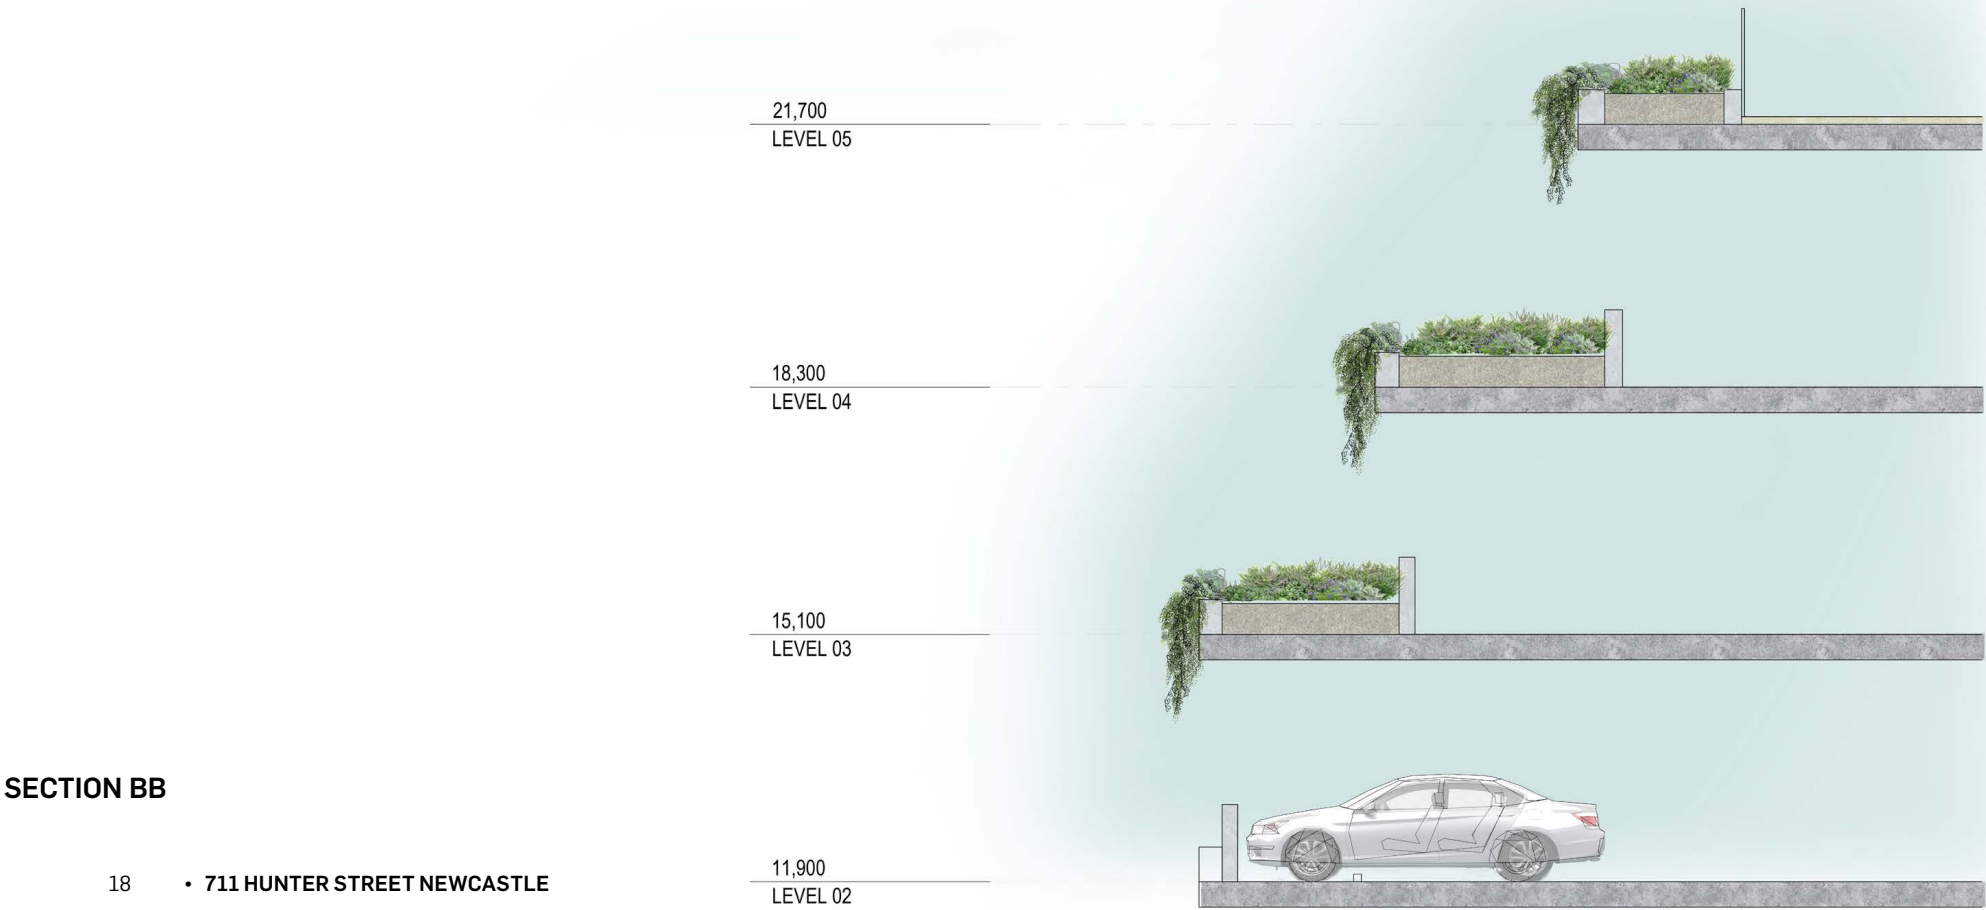 21,700
LEVEL 05
18,300
LEVEL 04
15,100
LEVEL 03
SECTION BB
11,900
LEVEL 02
18 • 711 HUNTER STREET NEWCASTLE